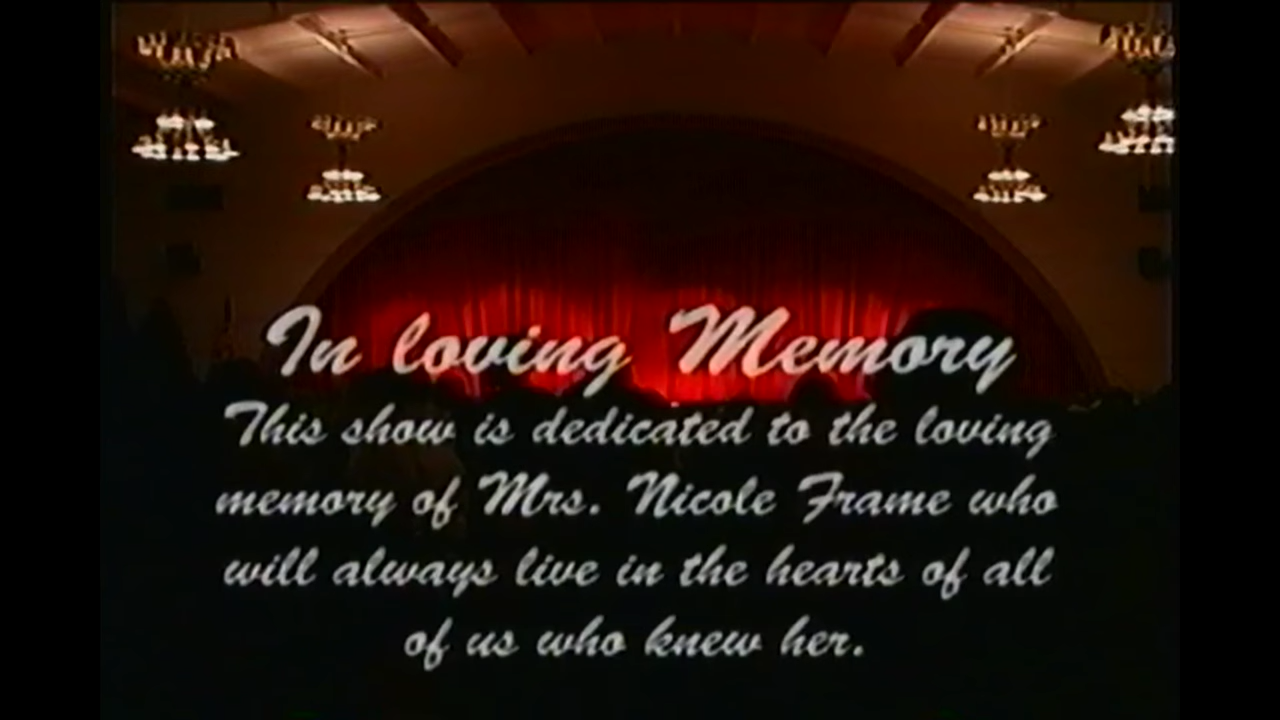 In loving Memory
This show is dedicated to the loving
memory of Mrs. Nicole Frame who
will always live in the hearts of all
of us who knew her.